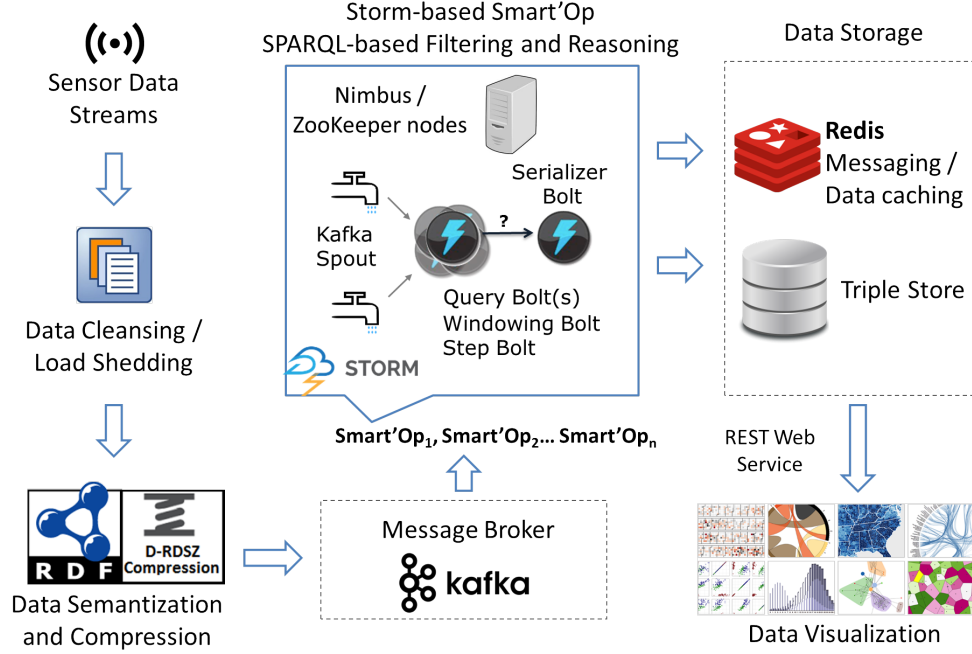 Sensor Data
Streams
Data Cleansing /
Load Shedding
RDF
D-RDSZ
Compression
Data Semantization
and Compression
Message Broker
kafka
Storm-based Smart'Op
SPARQL-based Filtering and Reasoning
Nimbus /
ZooKeeper nodes
Serializer
Bolt
?
Kafka
Spout
Query Bolt(s)
Windowing Bolt
Step Bolt
STORM
Smart'Op1, Smart'Op2... Smart'Opn
Data Storage
Redis
Messaging /
Data caching
Triple Store
REST Web
Service
Data Visualization